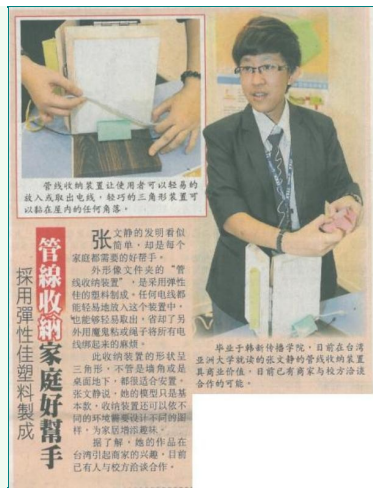 管线收纳装置让使用者可以轻易的
放入或取出电线，轻巧的三角形装置可
以黏在屋内的任何角落。
管線收納家庭好幫手
採用彈性佳塑料製成
张文静的发明看似
简单，却是每个
家庭都需要的好帮手。
外形像文件夹的“管
线收纳装置”，是采用弹性
佳的塑料制成。任何电线都
能轻易地放入这个装置中，
也能够轻易取出，省却了另
外用魔鬼黏或绳子将所有电
线绑起来的麻烦。
此收纳装置的形状呈
三角形，不管是墙角或是
桌面地下，都很适合安置。
张文静说，她的模型只是基
本款，收纳装置还可以依不
同的环境需要设计不同的图
样，为家居增添趣味。
据了解，她的作品在
台湾引起商家的兴趣，目前
已有人与校方洽谈合作。
毕业于韩新传播学院，目前在台湾
亚洲大学就读的张文静的管线收纳装置
具商业价值，目前已有商家与校方洽谈
合作的可能。